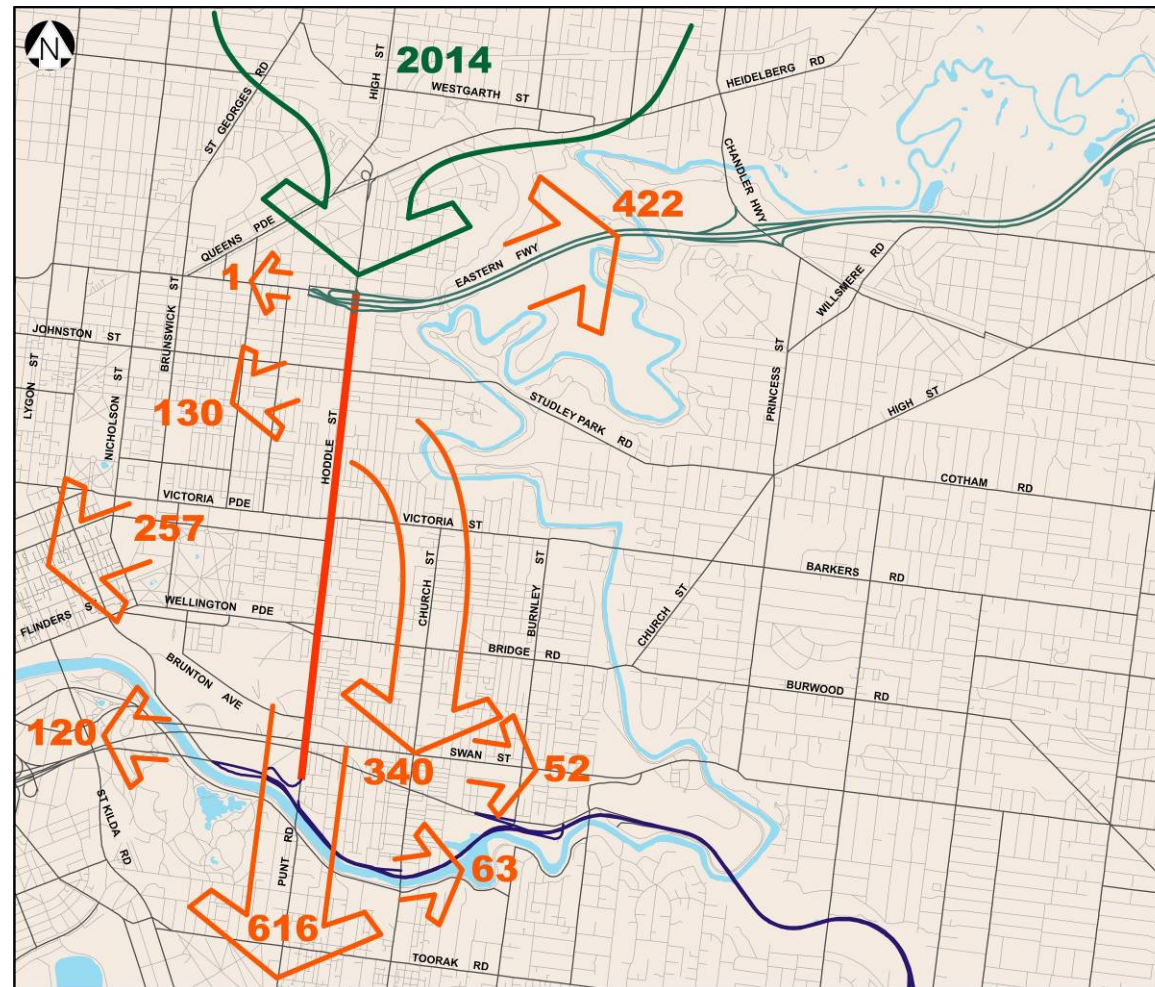 N
2014
HIGH ST
ST GEORGES RD
WESTGARTH ST
HEIDELBERG RD
CHANDLER HWY
422
QUEENS PDE
EASTERN FWY
1
WILLSMERE RD
BRUNSWICK ST
JOHNSTON ST
LYGON ST
NICHOLSON ST
130
HODDLE ST
STUDLEY PARK RD
PRINCESS ST
HIGH ST
COTHAM RD
VICTORIA PDE
VICTORIA ST
257
CHURCH ST
BURNLEY ST
BARKERS RD
WELLINGTON PDE
FLINDERS S
CHURCH ST
BRIDGE RD
BRUNTON AVE
BURWOOD RD
120
SWAN ST
340
52
ST KILDA RD
PUNT RD
63
616
TOORAK RD